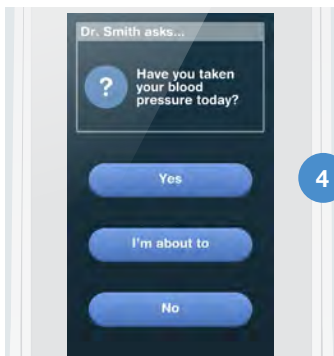 Dr. Smith asks...
?
Have you taken
your blood
pressure today?
Yes
4
I'm about to
No